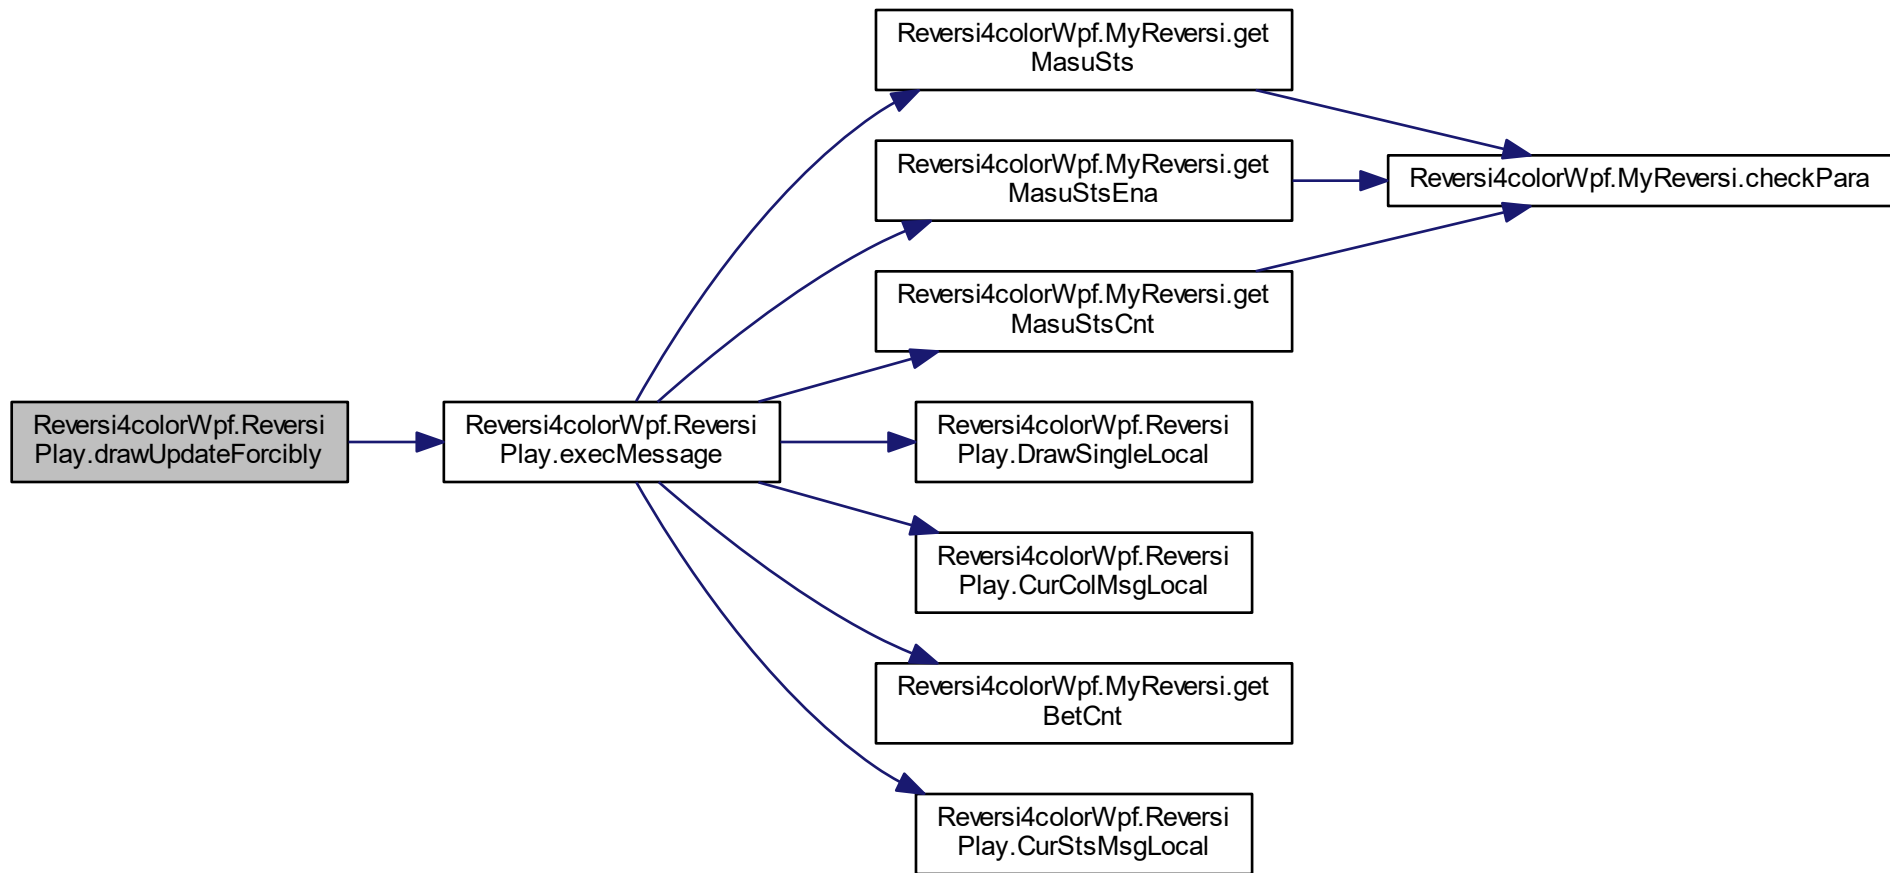 Reversi4colorWpf.Reversi
Play.drawUpdateForcibly
Reversi4colorWpf.Reversi
Play.execMessage
Reversi4colorWpf.MyReversi.get
MasuSts
Reversi4colorWpf.MyReversi.get
MasuStsEna
Reversi4colorWpf.MyReversi.get
MasuStsCnt
Reversi4colorWpf.Reversi
Play.DrawSingleLocal
Reversi4colorWpf.Reversi
Play.CurColMsgLocal
Reversi4colorWpf.MyReversi.get
BetCnt
Reversi4colorWpf.Reversi
Play.CurStsMsgLocal
Reversi4colorWpf.MyReversi.checkPara